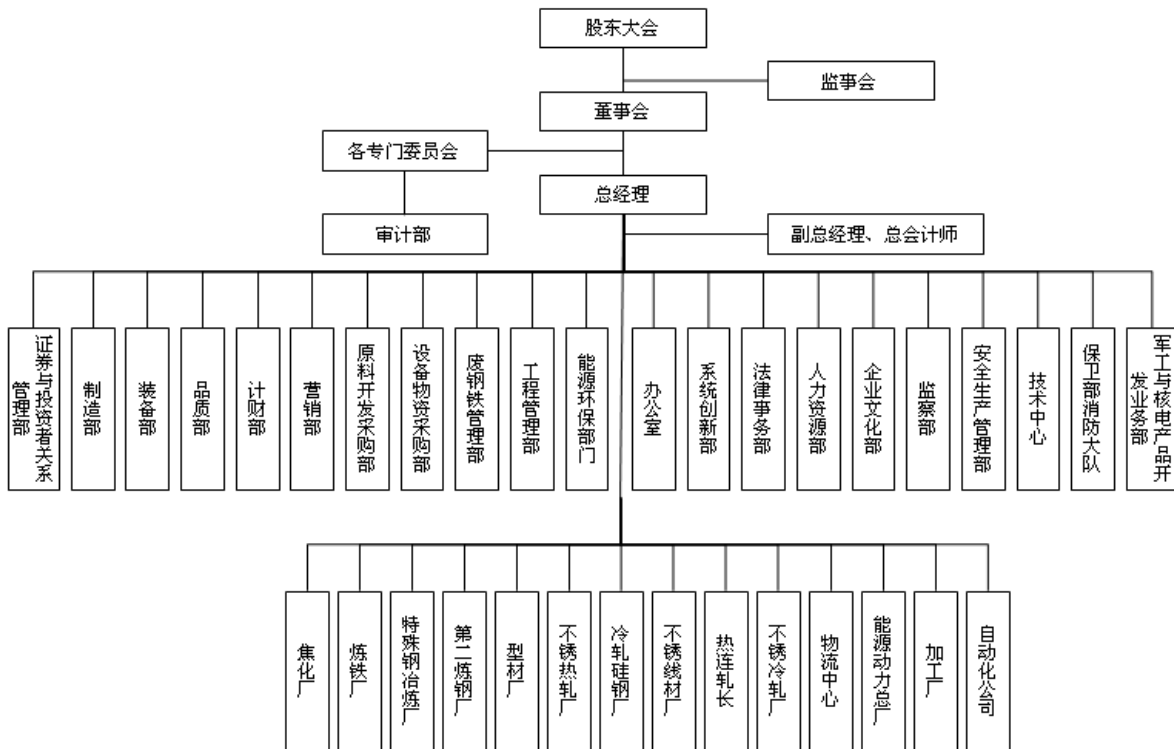 股东大会
监事会
董事会
各专门委员会
总经理
审计部
副总经理、总会计师
证券与投资者关系
管理部
制造部
装备部
品质部
计财部
营销部
原料开发采购部
设备物资采购部
废钢铁管理部
工程管理部
能源环保部门
办公室
系统创新部
法律事务部
人力资源部
企业文化部
监察部
安全生产管理部
技术中心
保卫部消防大队
军工与核电产品开
发业务部
焦化厂
炼铁厂
特殊钢冶炼厂
第二炼钢厂
型材厂
不锈热轧厂
冷轧硅钢厂
不锈线材厂
热连轧长
不锈冷轧厂
物流中心
能源动力总厂
加工厂
自动化公司